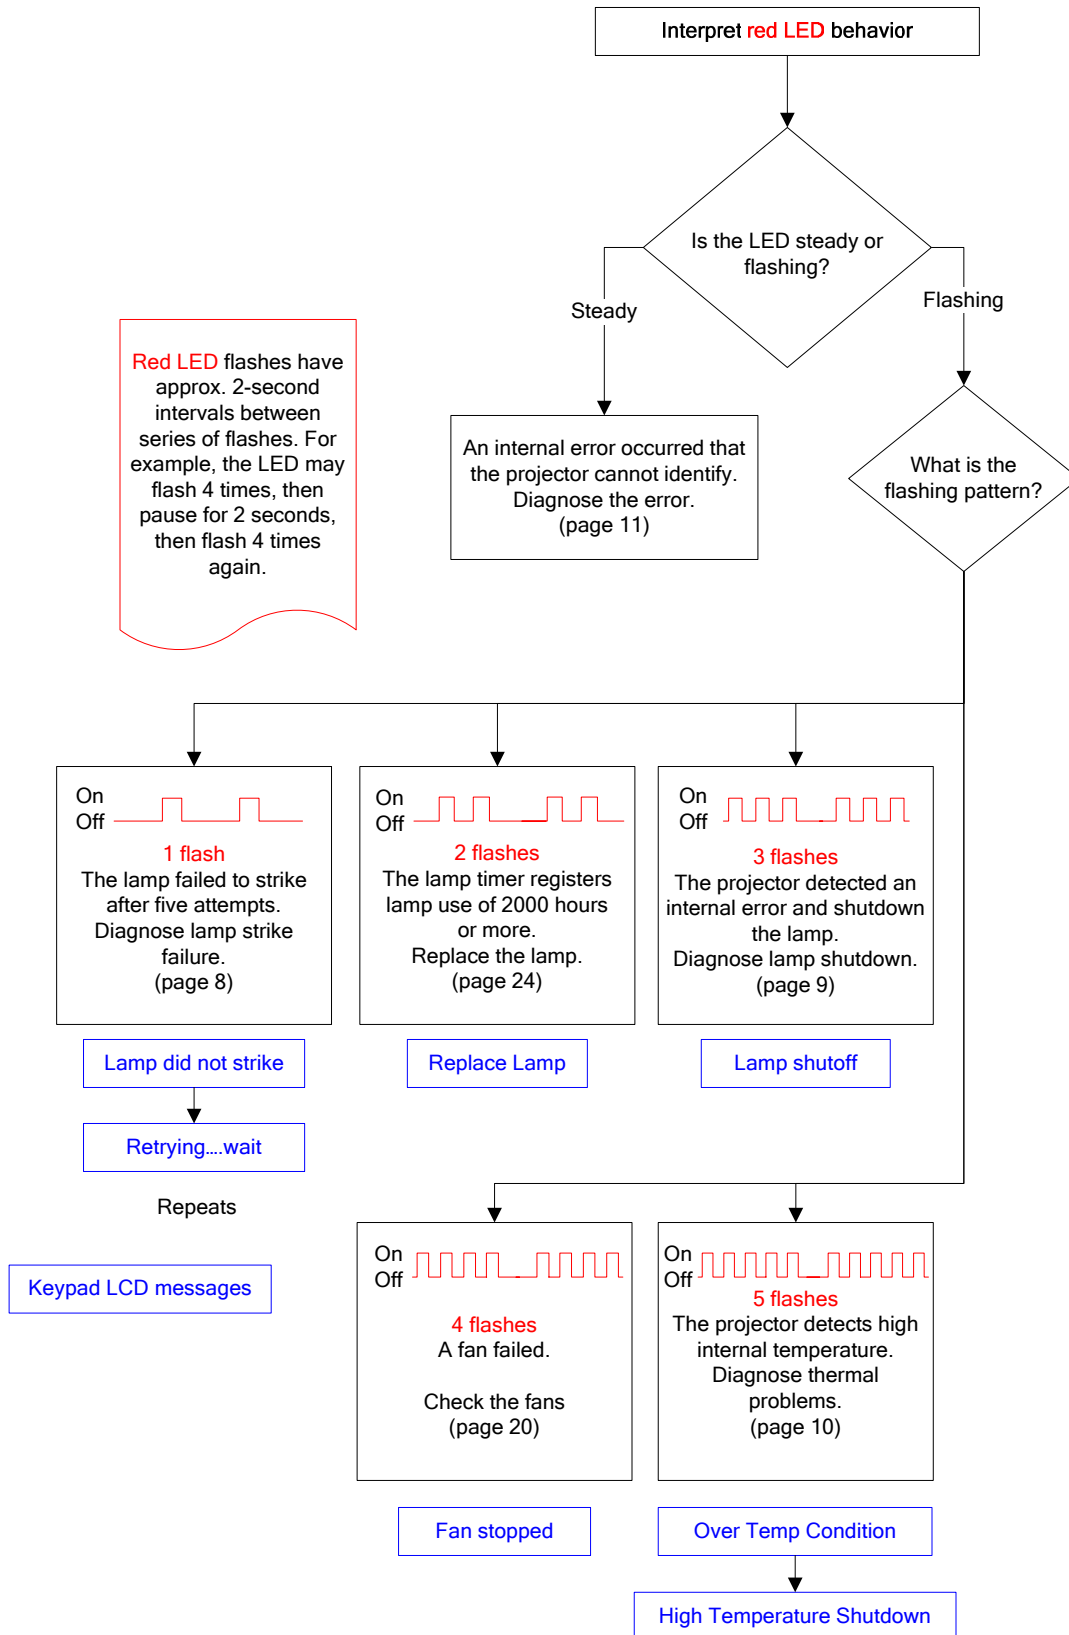 Interpret red LED behavior
Is the LED steady or
flashing?
Steady
Flashing
Red LED flashes have
approx. 2-second
intervals between
series of flashes. For
example, the LED may
flash 4 times, then
pause for 2 seconds,
then flash 4 times
again.
An internal error occurred that
the projector cannot identify.
Diagnose the error.
(page 11)
What is the
flashing pattern?
On
Off
1 flash
The lamp failed to strike
after five attempts.
Diagnose lamp strike
failure.
(page 8)
On
Off
2 flashes
The lamp timer registers
lamp use of 2000 hours
or more.
Replace the lamp.
(page 24)
On
Off
3 flashes
The projector detected an
internal error and shutdown
the lamp.
Diagnose lamp shutdown.
(page 9)
Lamp did not strike
Replace Lamp
Lamp shutoff
Retrying....wait
Repeats
Keypad LCD messages
On
Off
4 flashes
A fan failed.
Check the fans
(page 20)
On
Off
5 flashes
The projector detects high
internal temperature.
Diagnose thermal
problems.
(page 10)
Fan stopped
Over Temp Condition
High Temperature Shutdown